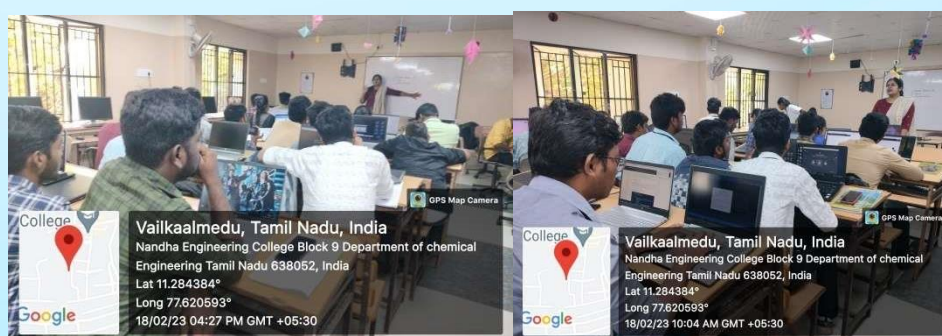 GPS Map Camera
College
Google
Vailkaalmedu, Tamil Nadu, India
Nandha Engineering College Block 9 Department of chemical
Engineering Tamil Nadu 638052, India
Lat 11.284384°
Long 77.620593°
18/02/23 04:27 PM GMT +05:30
GPS Map Camera
College
Google
Vailkaalmedu, Tamil Nadu, India
Nandha Engineering College Block 9 Department of chemical
Engineering Tamil Nadu 638052, India
Lat 11.284384°
Long 77.620593°
18/02/23 10:04 AM GMT +05:30